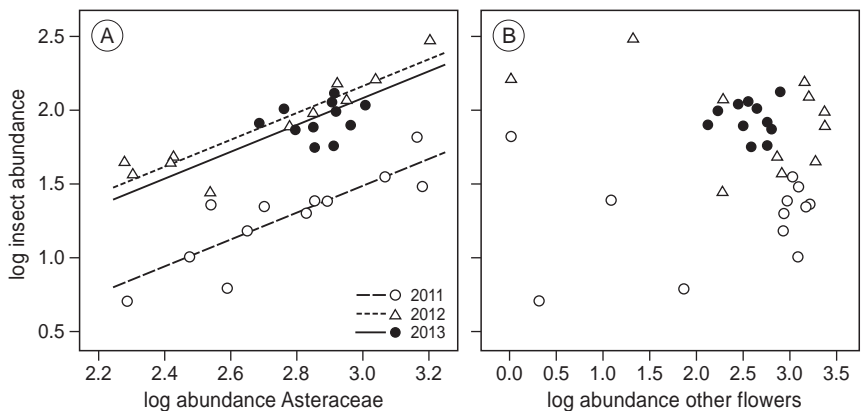 A
B
log insect abundance
2.5
2.0
1.5
1.0
0.5
2011
2012
2013
2.2 2.4 2.6 2.8 3.0 3.2
0.0 0.5 1.0 1.5 2.0 2.5 3.0 3.5
log abundance Asteraceae
log abundance other flowers